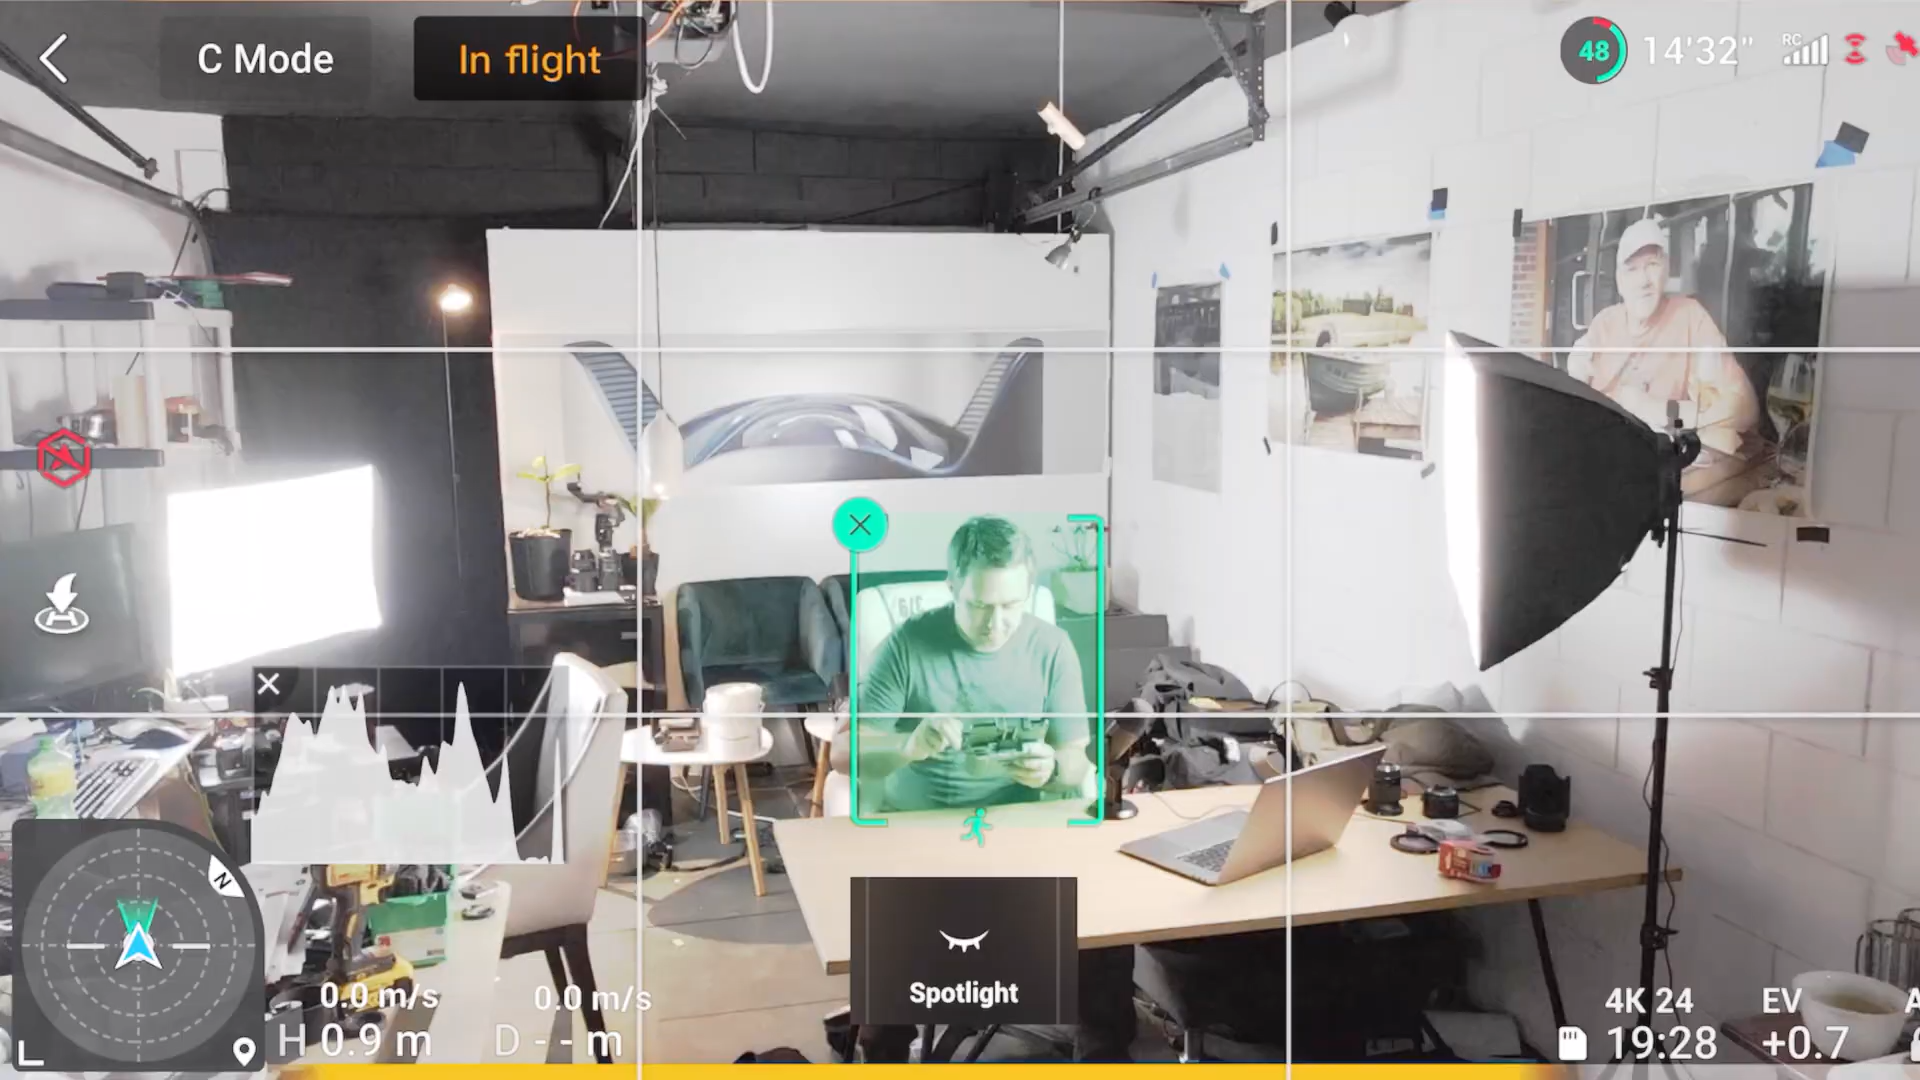 C Mode
In flight
48
14'32"
RC
N
Spotlight
0.0 m/s
0.0 m/s
H 0.9 m
D - - m
4K 24
EV
19:28
+0.7